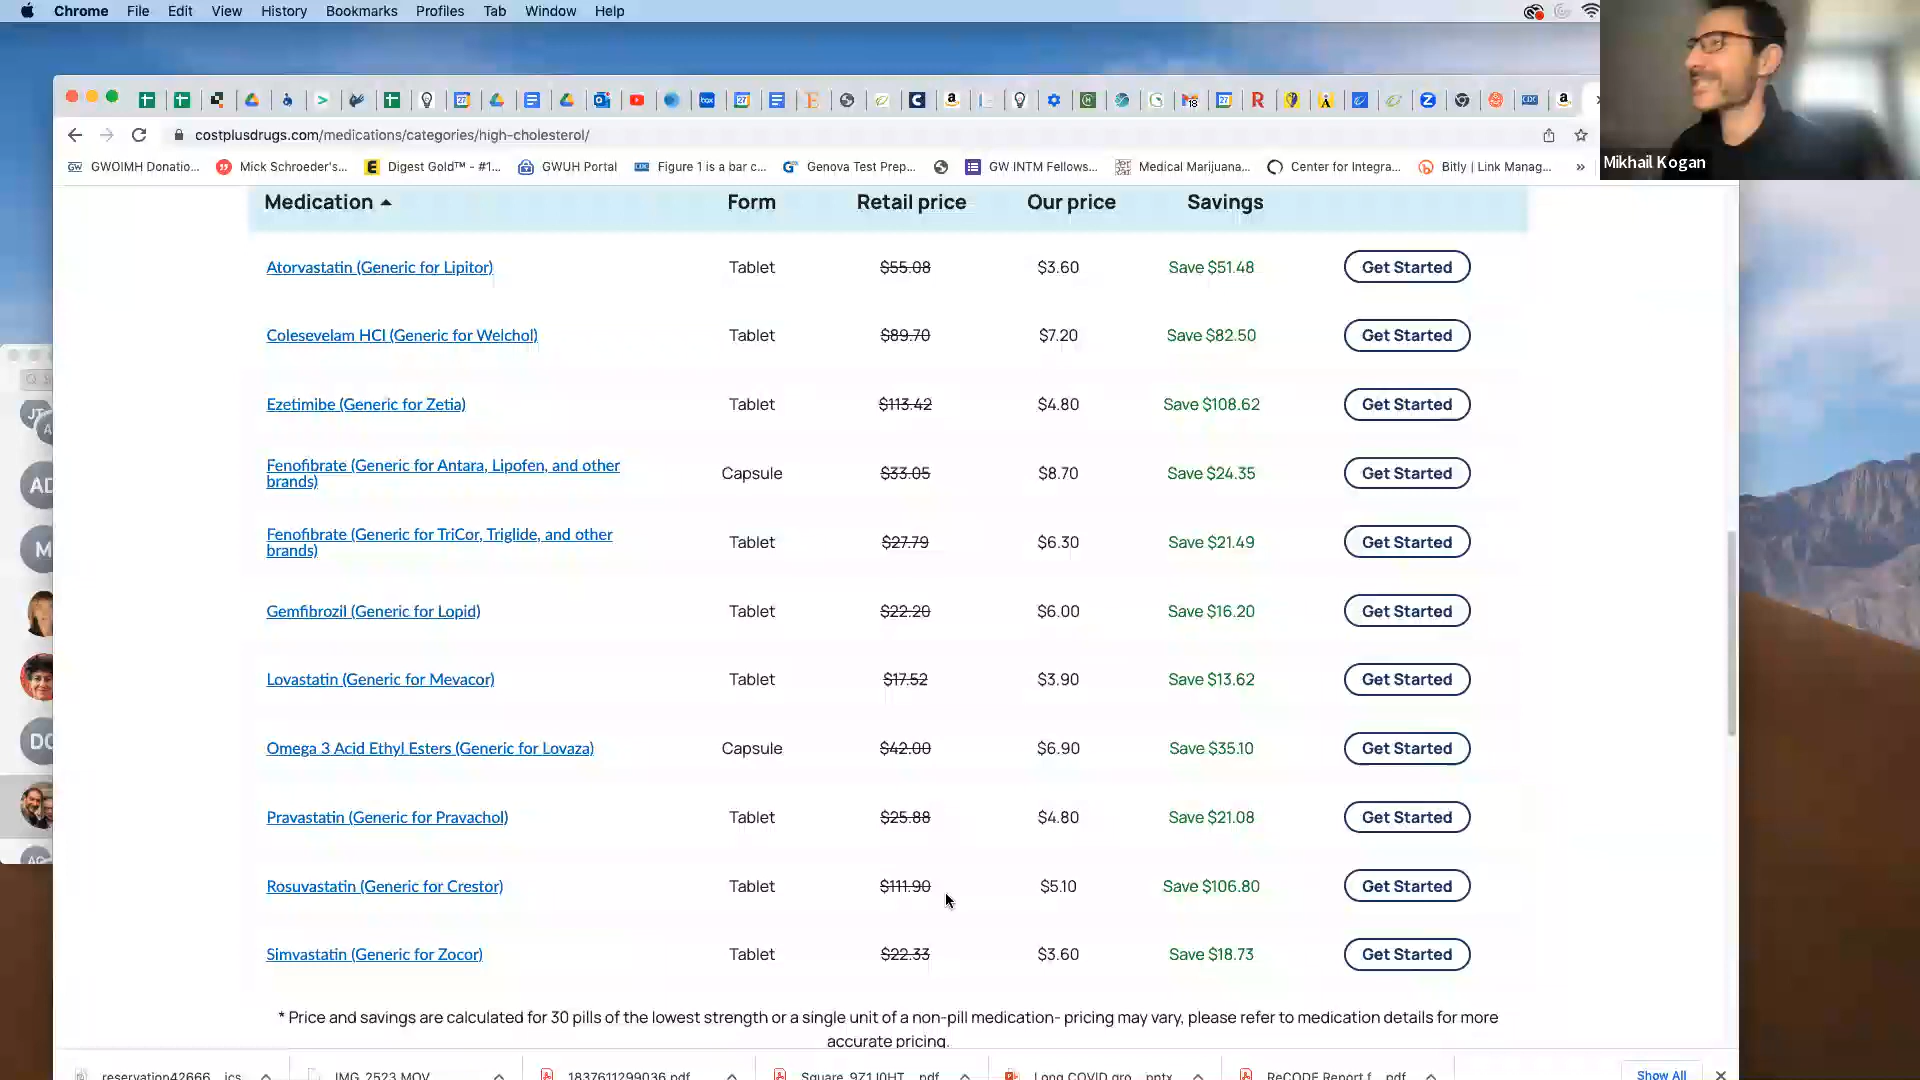 Chrome File Edit View History Bookmarks Profiles Tab Window Help
costplusdrugs.com/medications/categories/high-cholesterol/
GWOIMH Donatio... Mick Schroeder's... Digest Gold™ - #1... GWUH Portal Figure 1 is a bar c... Genova Test Prep... GW INTM Fellows... Medical Marijuana... Center for Integra... Bitly | Link Manag... »
Mikhail Kogan
Medication Form Retail price Our price Savings
Atorvastatin (Generic for Lipitor) Tablet $55.08 $3.60 Save $51.48 Get Started
Colesevelam HCl (Generic for Welchol) Tablet $89.70 $7.20 Save $82.50 Get Started
Ezetimibe (Generic for Zetia) Tablet $113.42 $4.80 Save $108.62 Get Started
Fenofibrate (Generic for Antara, Lipofen, and other
brands) Capsule $33.05 $8.70 Save $24.35 Get Started
Fenofibrate (Generic for TriCor, Triglide, and other
brands) Tablet $27.79 $6.30 Save $21.49 Get Started
Gemfibrozil (Generic for Lopid) Tablet $22.20 $6.00 Save $16.20 Get Started
Lovastatin (Generic for Mevacor) Tablet $17.52 $3.90 Save $13.62 Get Started
Omega 3 Acid Ethyl Esters (Generic for Lovaza) Capsule $42.00 $6.90 Save $35.10 Get Started
Pravastatin (Generic for Pravachol) Tablet $25.88 $4.80 Save $21.08 Get Started
Rosuvastatin (Generic for Crestor) Tablet $111.90 $5.10 Save $106.80 Get Started
Simvastatin (Generic for Zocor) Tablet $22.33 $3.60 Save $18.73 Get Started
* Price and savings are calculated for 30 pills of the lowest strength or a single unit of a non-pill medication- pricing may vary, please refer to medication details for more
accurate pricing.
reservation42666....ics IMG_2523.MOV 1837611299036.pdf Long COVID gro...pptx ReCODE Report f...pdf Show All